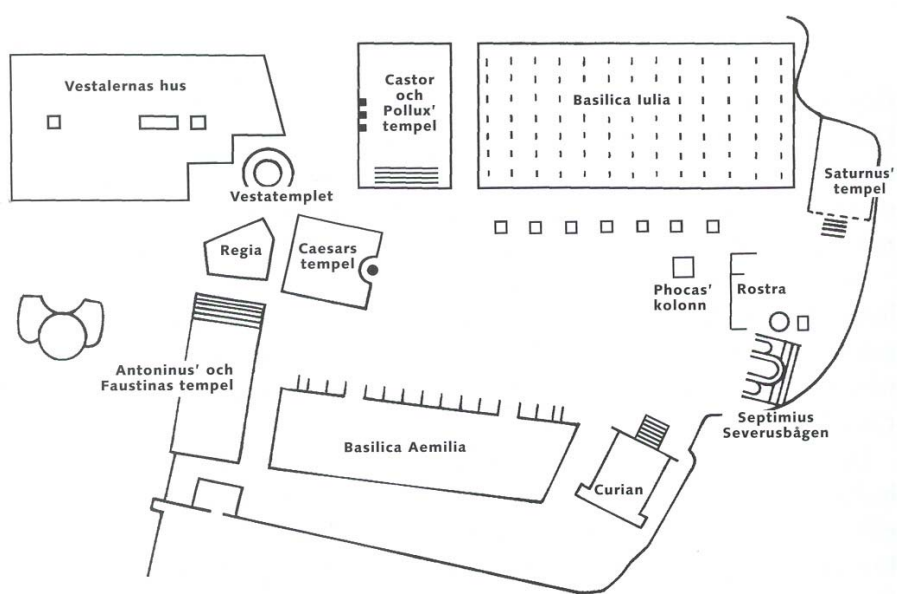 Vestalernas hus
Castor
och
Pollux'
tempel
Basilica Iulia
Saturnus'
tempel
Vestatemplet
Regia
Caesars
tempel
Phocas'
kolonn
Rostra
Antoninus' och
Faustinas tempel
Septimius
Severusbågen
Basilica Aemilia
Curian